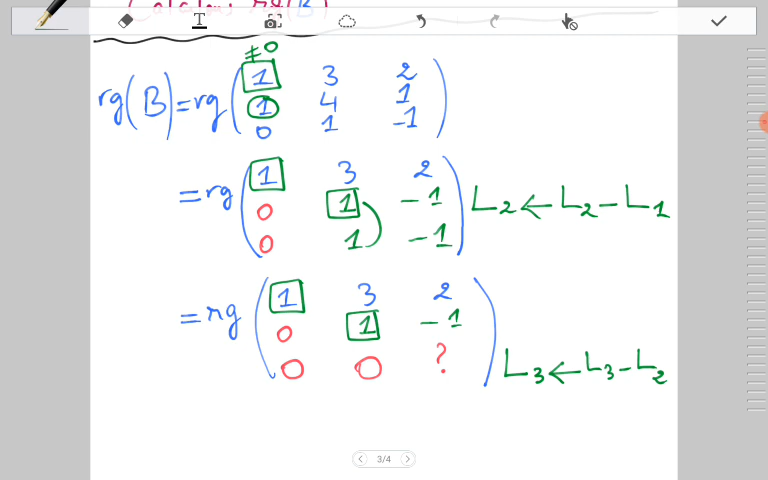 rg(B)
≠0
rg(B)=rg( 1 3 2
1 4 1
0 1 -1 )
=rg( 1 3 2
0 1 -1 ) L2←L2-L1
0 1 -1
=rg( 1 3 2
0 1 -1
0 0 ? ) L3←L3-L2
3/4